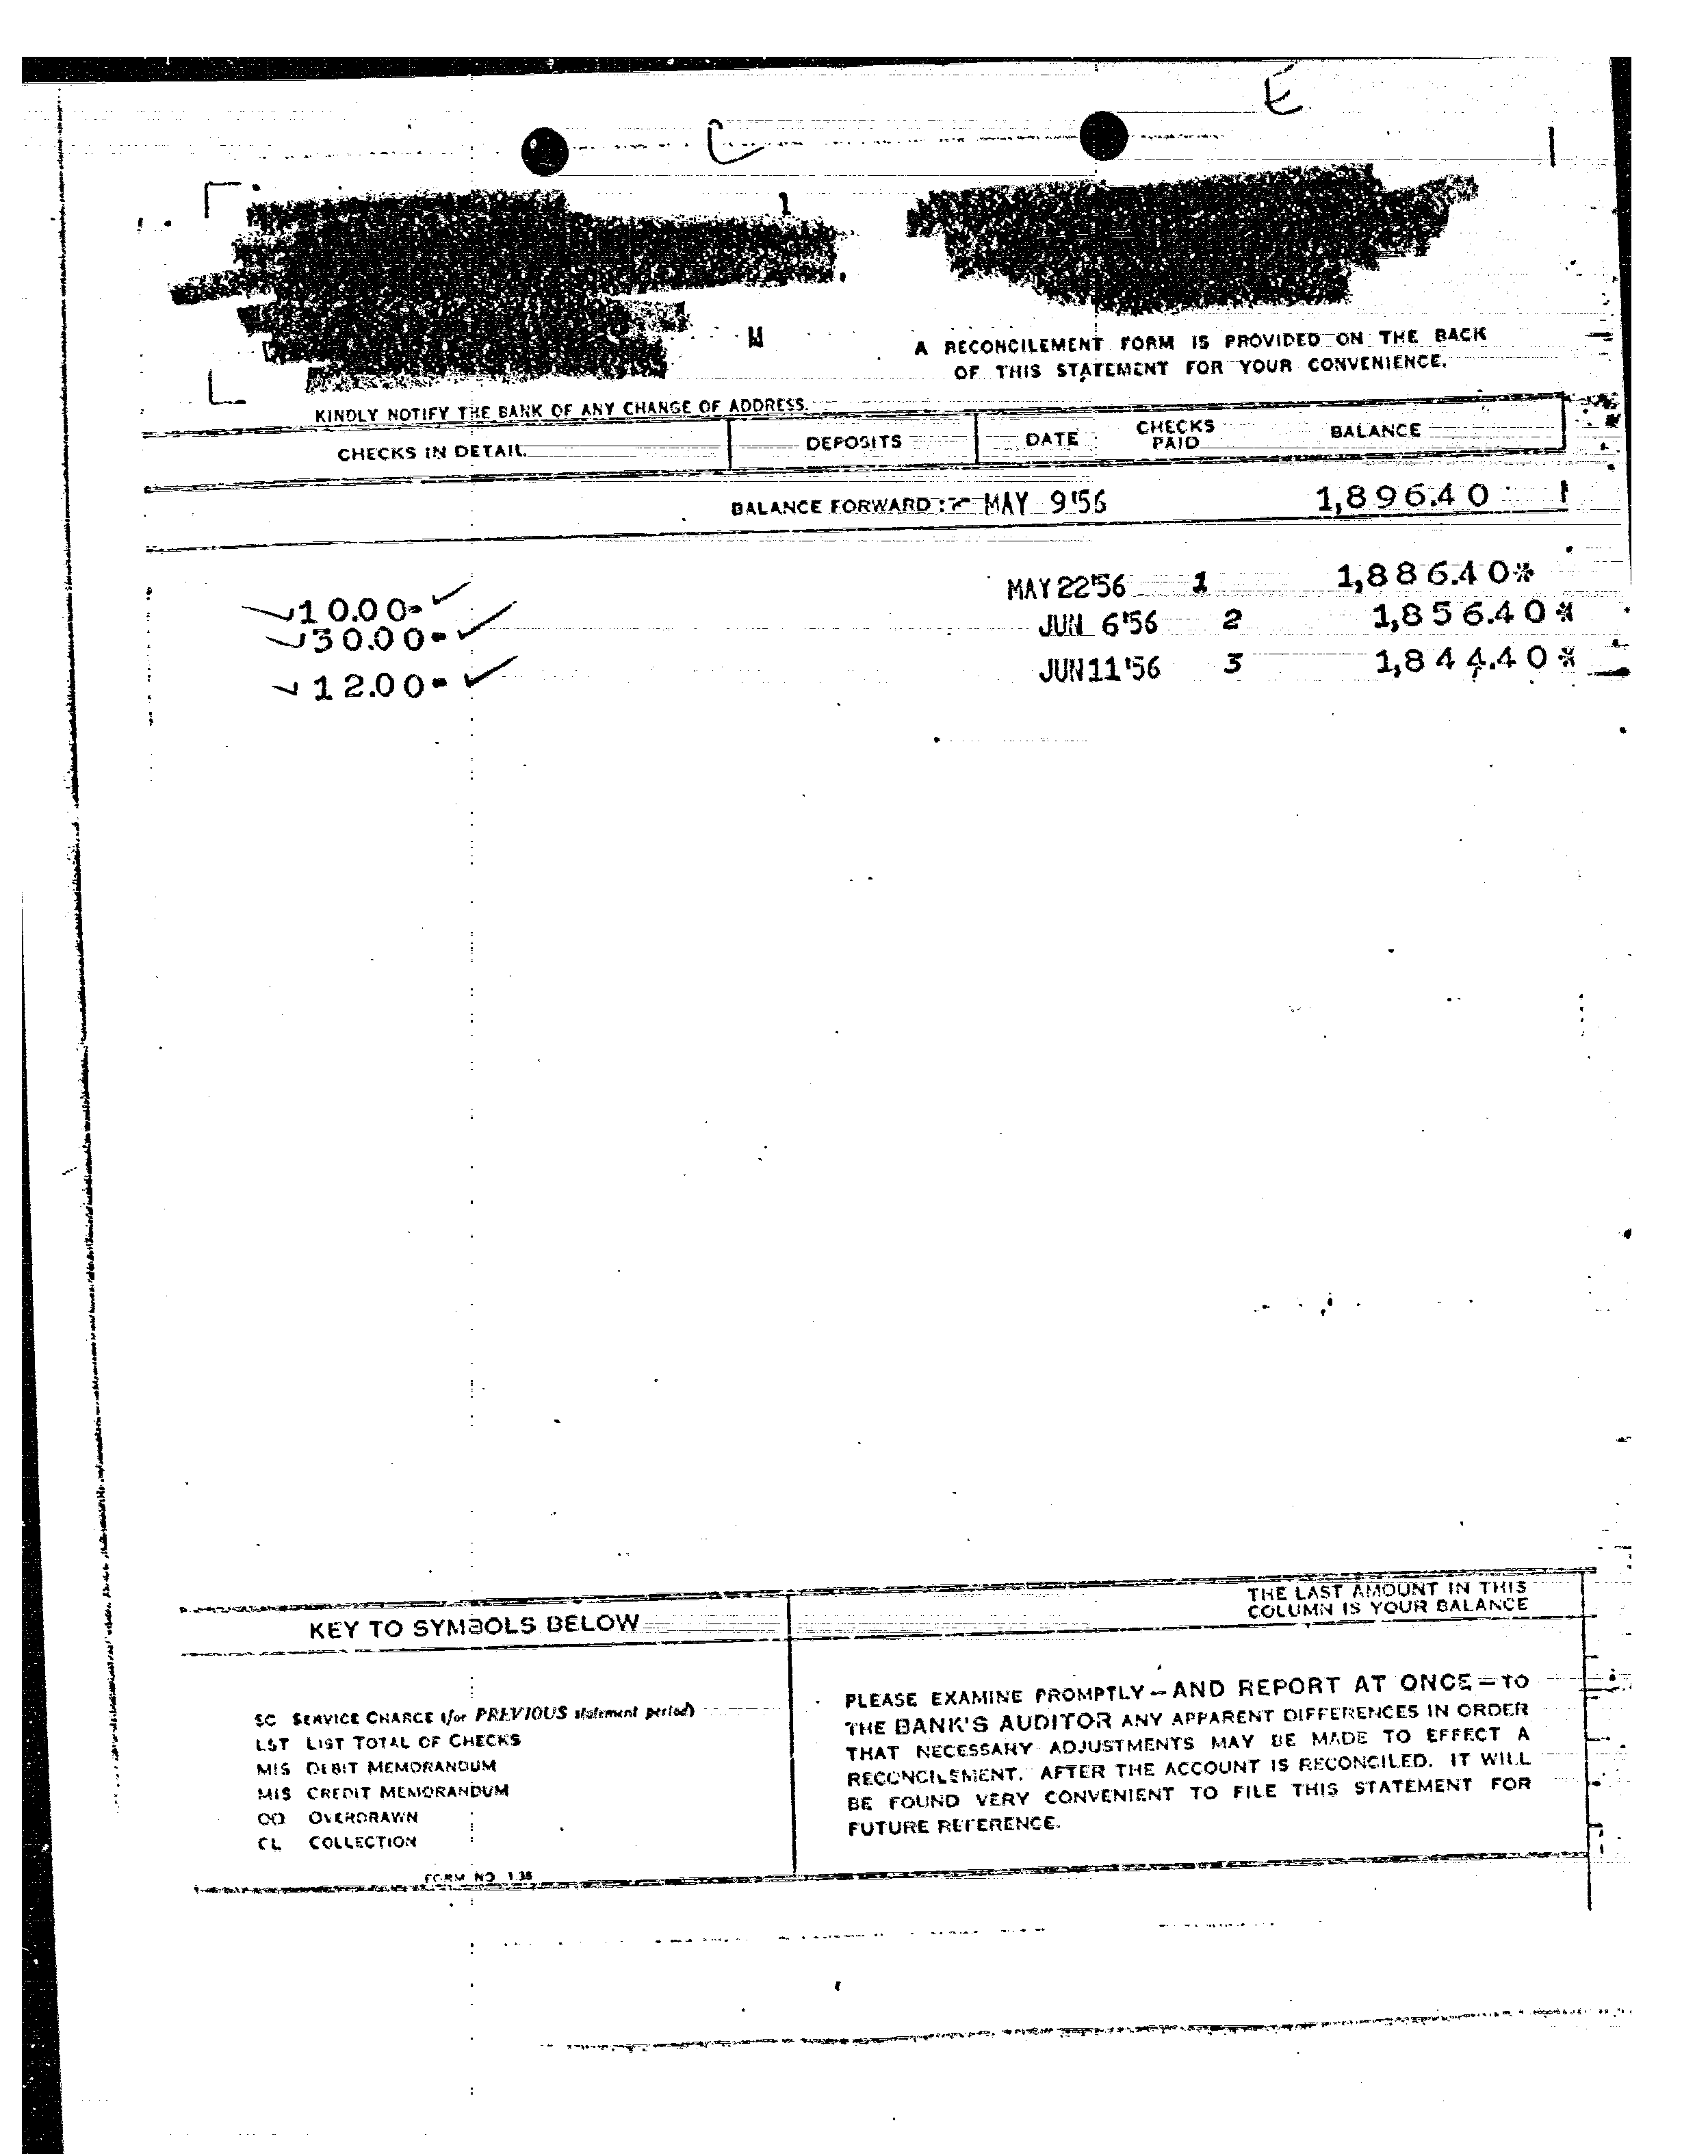 E
C
1
M
A RECONCILEMENT FORM IS PROVIDED ON THE BACK
OF THIS STATEMENT FOR YOUR CONVENIENCE.
KINDLY NOTIFY THE BANK OF ANY CHANGE OF ADDRESS.
CHECKS IN DETAIL DEPOSITS DATE CHECKS PAID BALANCE
BALANCE FORWARD MAY 9'56 1,896.40
10.00- MAY 22'56 1 1,886.40*
30.00- JUN 6'56 2 1,856.40*
12.00- JUN 11'56 3 1,844.40*
KEY TO SYMBOLS BELOW
THE LAST AMOUNT IN THIS
COLUMN IS YOUR BALANCE
SC SERVICE CHARGE (for PREVIOUS statement period)
LST LIST TOTAL OF CHECKS
MIS DEBIT MEMORANDUM
MIS CREDIT MEMORANDUM
OD OVERDRAWN
CL COLLECTION
FORM NO 135
PLEASE EXAMINE PROMPTLY — AND REPORT AT ONCE — TO
THE BANK'S AUDITOR ANY APPARENT DIFFERENCES IN ORDER
THAT NECESSARY ADJUSTMENTS MAY BE MADE TO EFFECT A
RECONCILEMENT. AFTER THE ACCOUNT IS RECONCILED, IT WILL
BE FOUND VERY CONVENIENT TO FILE THIS STATEMENT FOR
FUTURE REFERENCE.